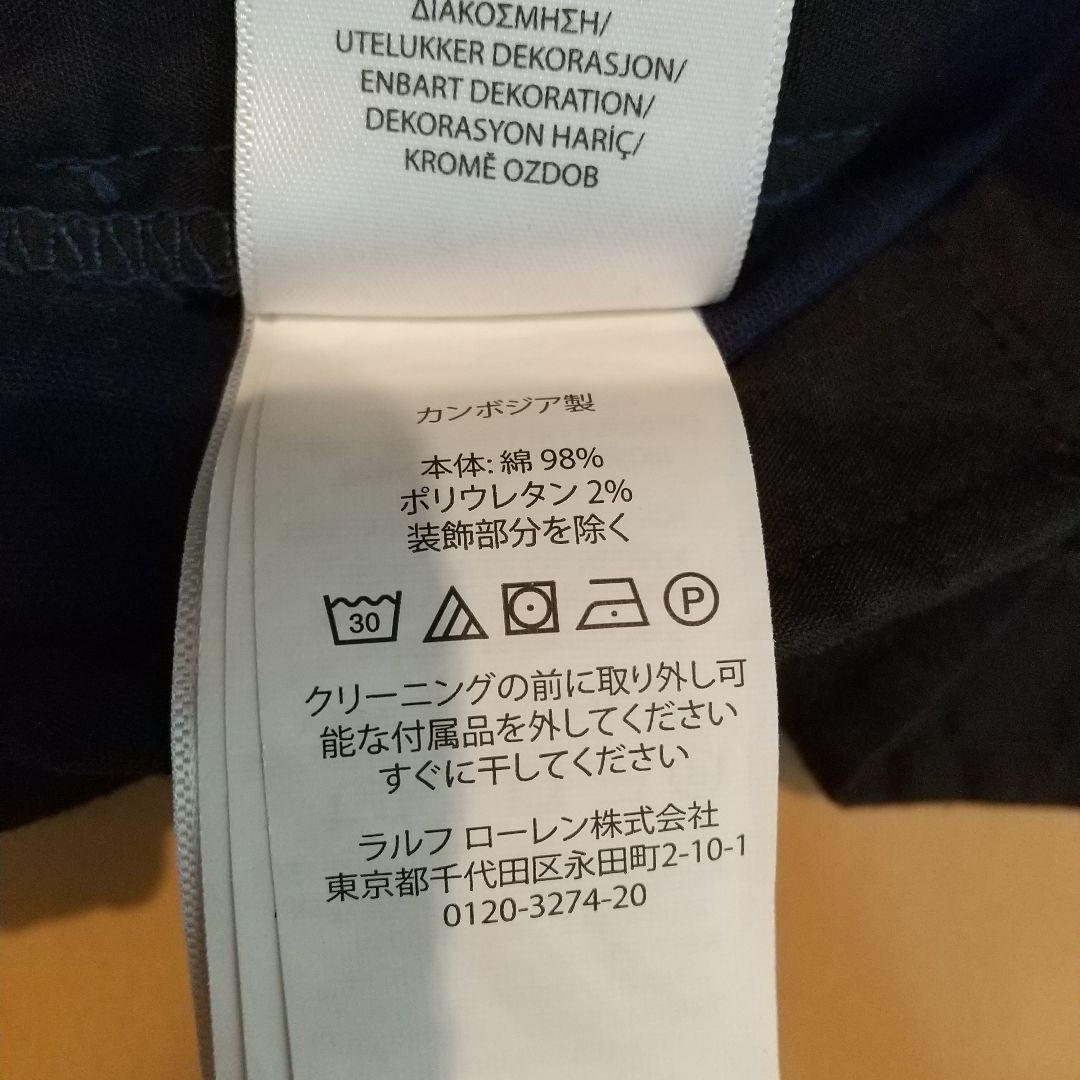 ΔΙΑΚΟΣΜΗΣΗ/
UTELUKKER DEKORASJON/
ENBART DEKORATION/
DEKORASYON HARİÇ/
KROMĚ OZDOB
カンボジア製
本体: 綿 98%
ポリウレタン 2%
装飾部分を除く
30 P
クリーニングの前に取り外し可
能な付属品を外してください
すぐに干してください
ラルフ ローレン株式会社
東京都千代田区永田町2-10-1
0120-3274-20